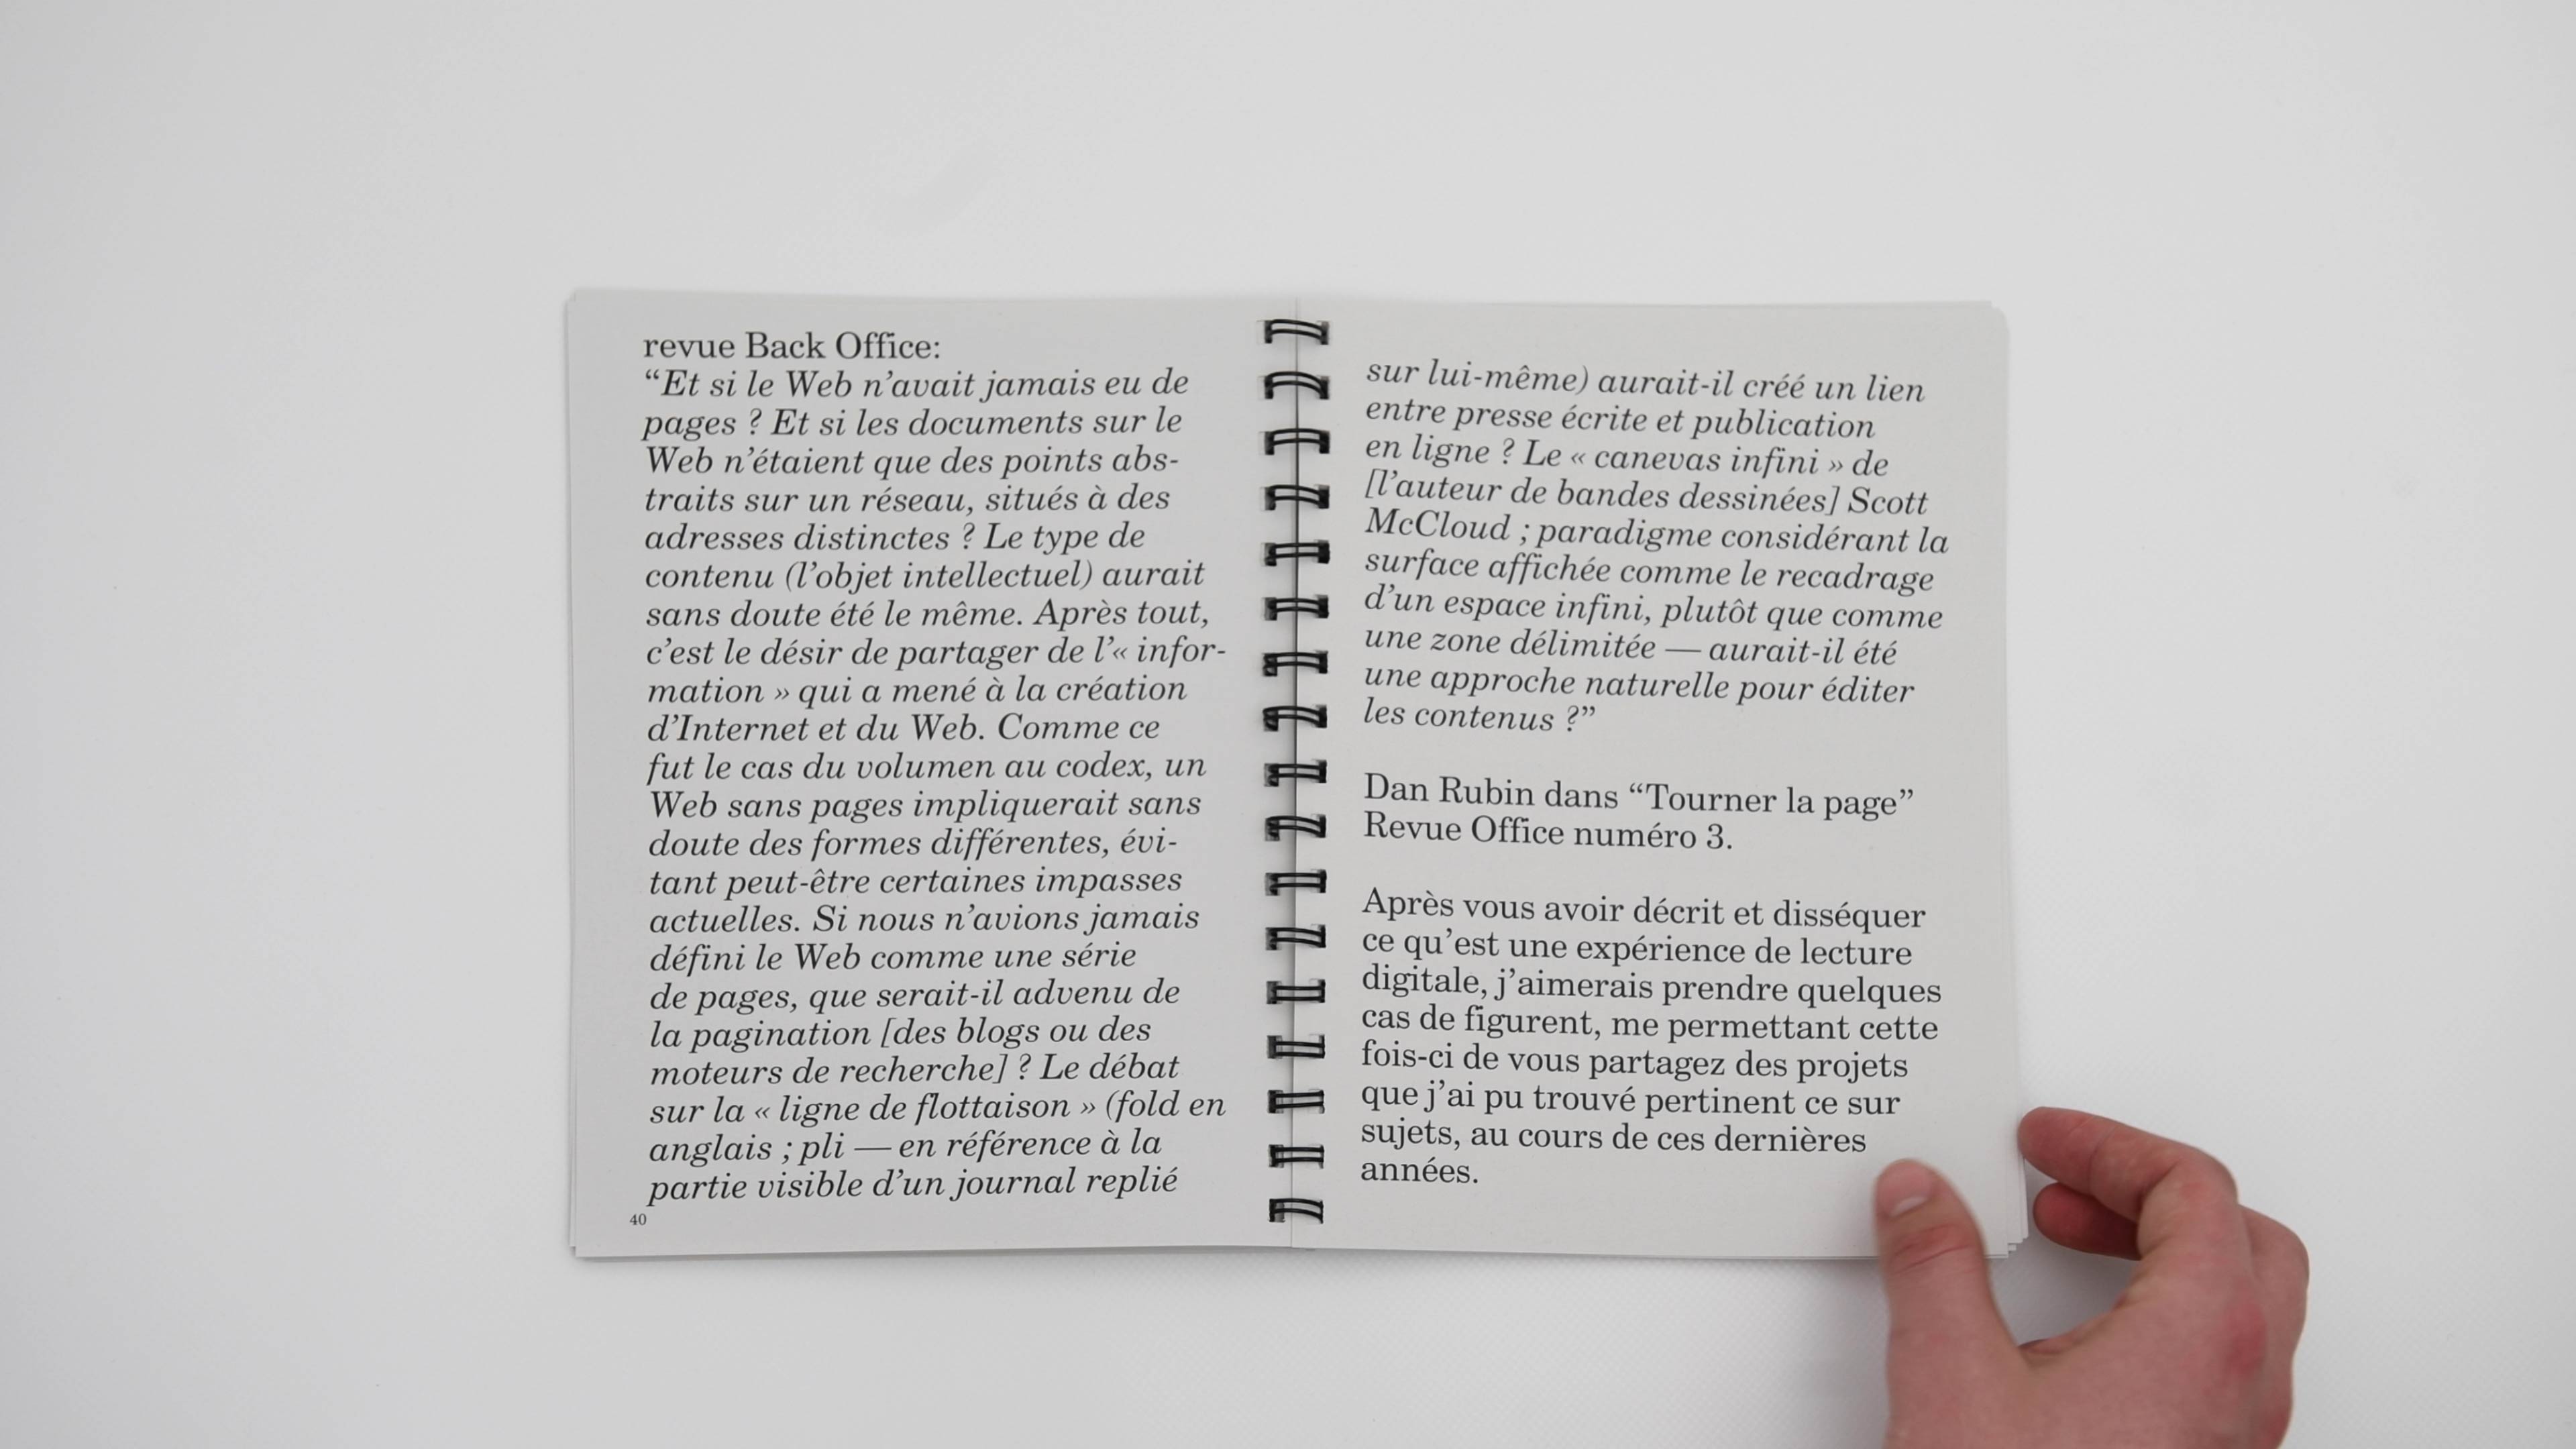 revue Back Office:
“Et si le Web n’avait jamais eu de
pages ? Et si les documents sur le
Web n’étaient que des points abs-
traits sur un réseau, situés à des
adresses distinctes ? Le type de
contenu (l’objet intellectuel) aurait
sans doute été le même. Après tout,
c’est le désir de partager de l’« infor-
mation » qui a mené à la création
d’Internet et du Web. Comme ce
fut le cas du volumen au codex, un
Web sans pages impliquerait sans
doute des formes différentes, évi-
tant peut-être certaines impasses
actuelles. Si nous n’avions jamais
défini le Web comme une série
de pages, que serait-il advenu de
la pagination [des blogs ou des
moteurs de recherche] ? Le débat
sur la « ligne de flottaison » (fold en
anglais ; pli — en référence à la
partie visible d’un journal replié
40
sur lui-même) aurait-il créé un lien
entre presse écrite et publication
en ligne ? Le « canevas infini » de
[l’auteur de bandes dessinées] Scott
McCloud ; paradigme considérant la
surface affichée comme le recadrage
d’un espace infini, plutôt que comme
une zone délimitée — aurait-il été
une approche naturelle pour éditer
les contenus ?”
Dan Rubin dans “Tourner la page”
Revue Office numéro 3.
Après vous avoir décrit et disséquer
ce qu’est une expérience de lecture
digitale, j’aimerais prendre quelques
cas de figurent, me permettant cette
fois-ci de vous partagez des projets
que j’ai pu trouvé pertinent ce sur
sujets, au cours de ces dernières
années.